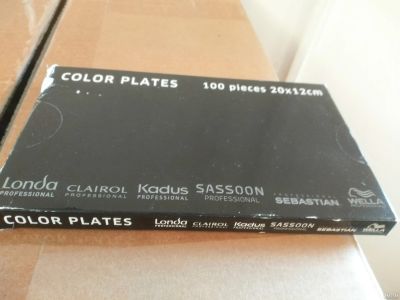 COLOR PLATES 100 pieces 20x12cm
Londa CLAIROL Kadus SASSOON PROFESSIONAL WELLA
PROFESSIONAL PROFESSIONAL PROFESSIONAL PROFESSIONAL SEBASTIAN
COLOR PLATES Londa CLAIROL Kadus SASSOON SEBASTIAN WELLA